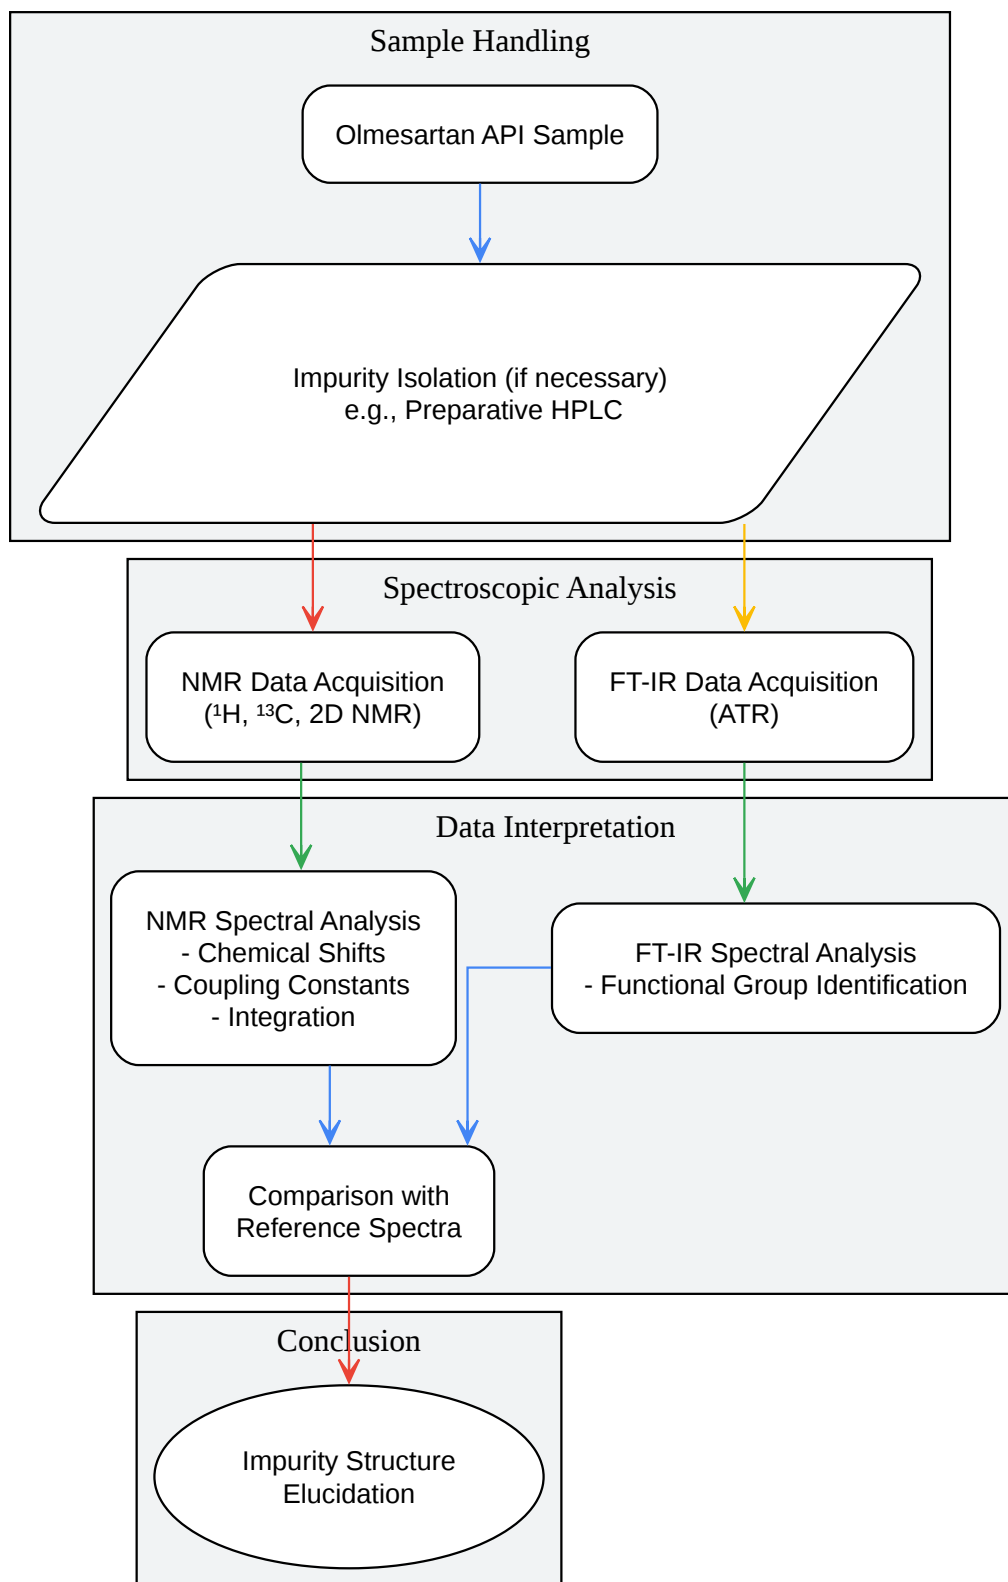 Sample Handling
Olmesartan API Sample
Impurity Isolation (if necessary)
e.g., Preparative HPLC
Spectroscopic Analysis
NMR Data Acquisition
(¹H, ¹³C, 2D NMR)
FT-IR Data Acquisition
(ATR)
Data Interpretation
NMR Spectral Analysis
- Chemical Shifts
- Coupling Constants
- Integration
FT-IR Spectral Analysis
- Functional Group Identification
Comparison with
Reference Spectra
Conclusion
Impurity Structure
Elucidation